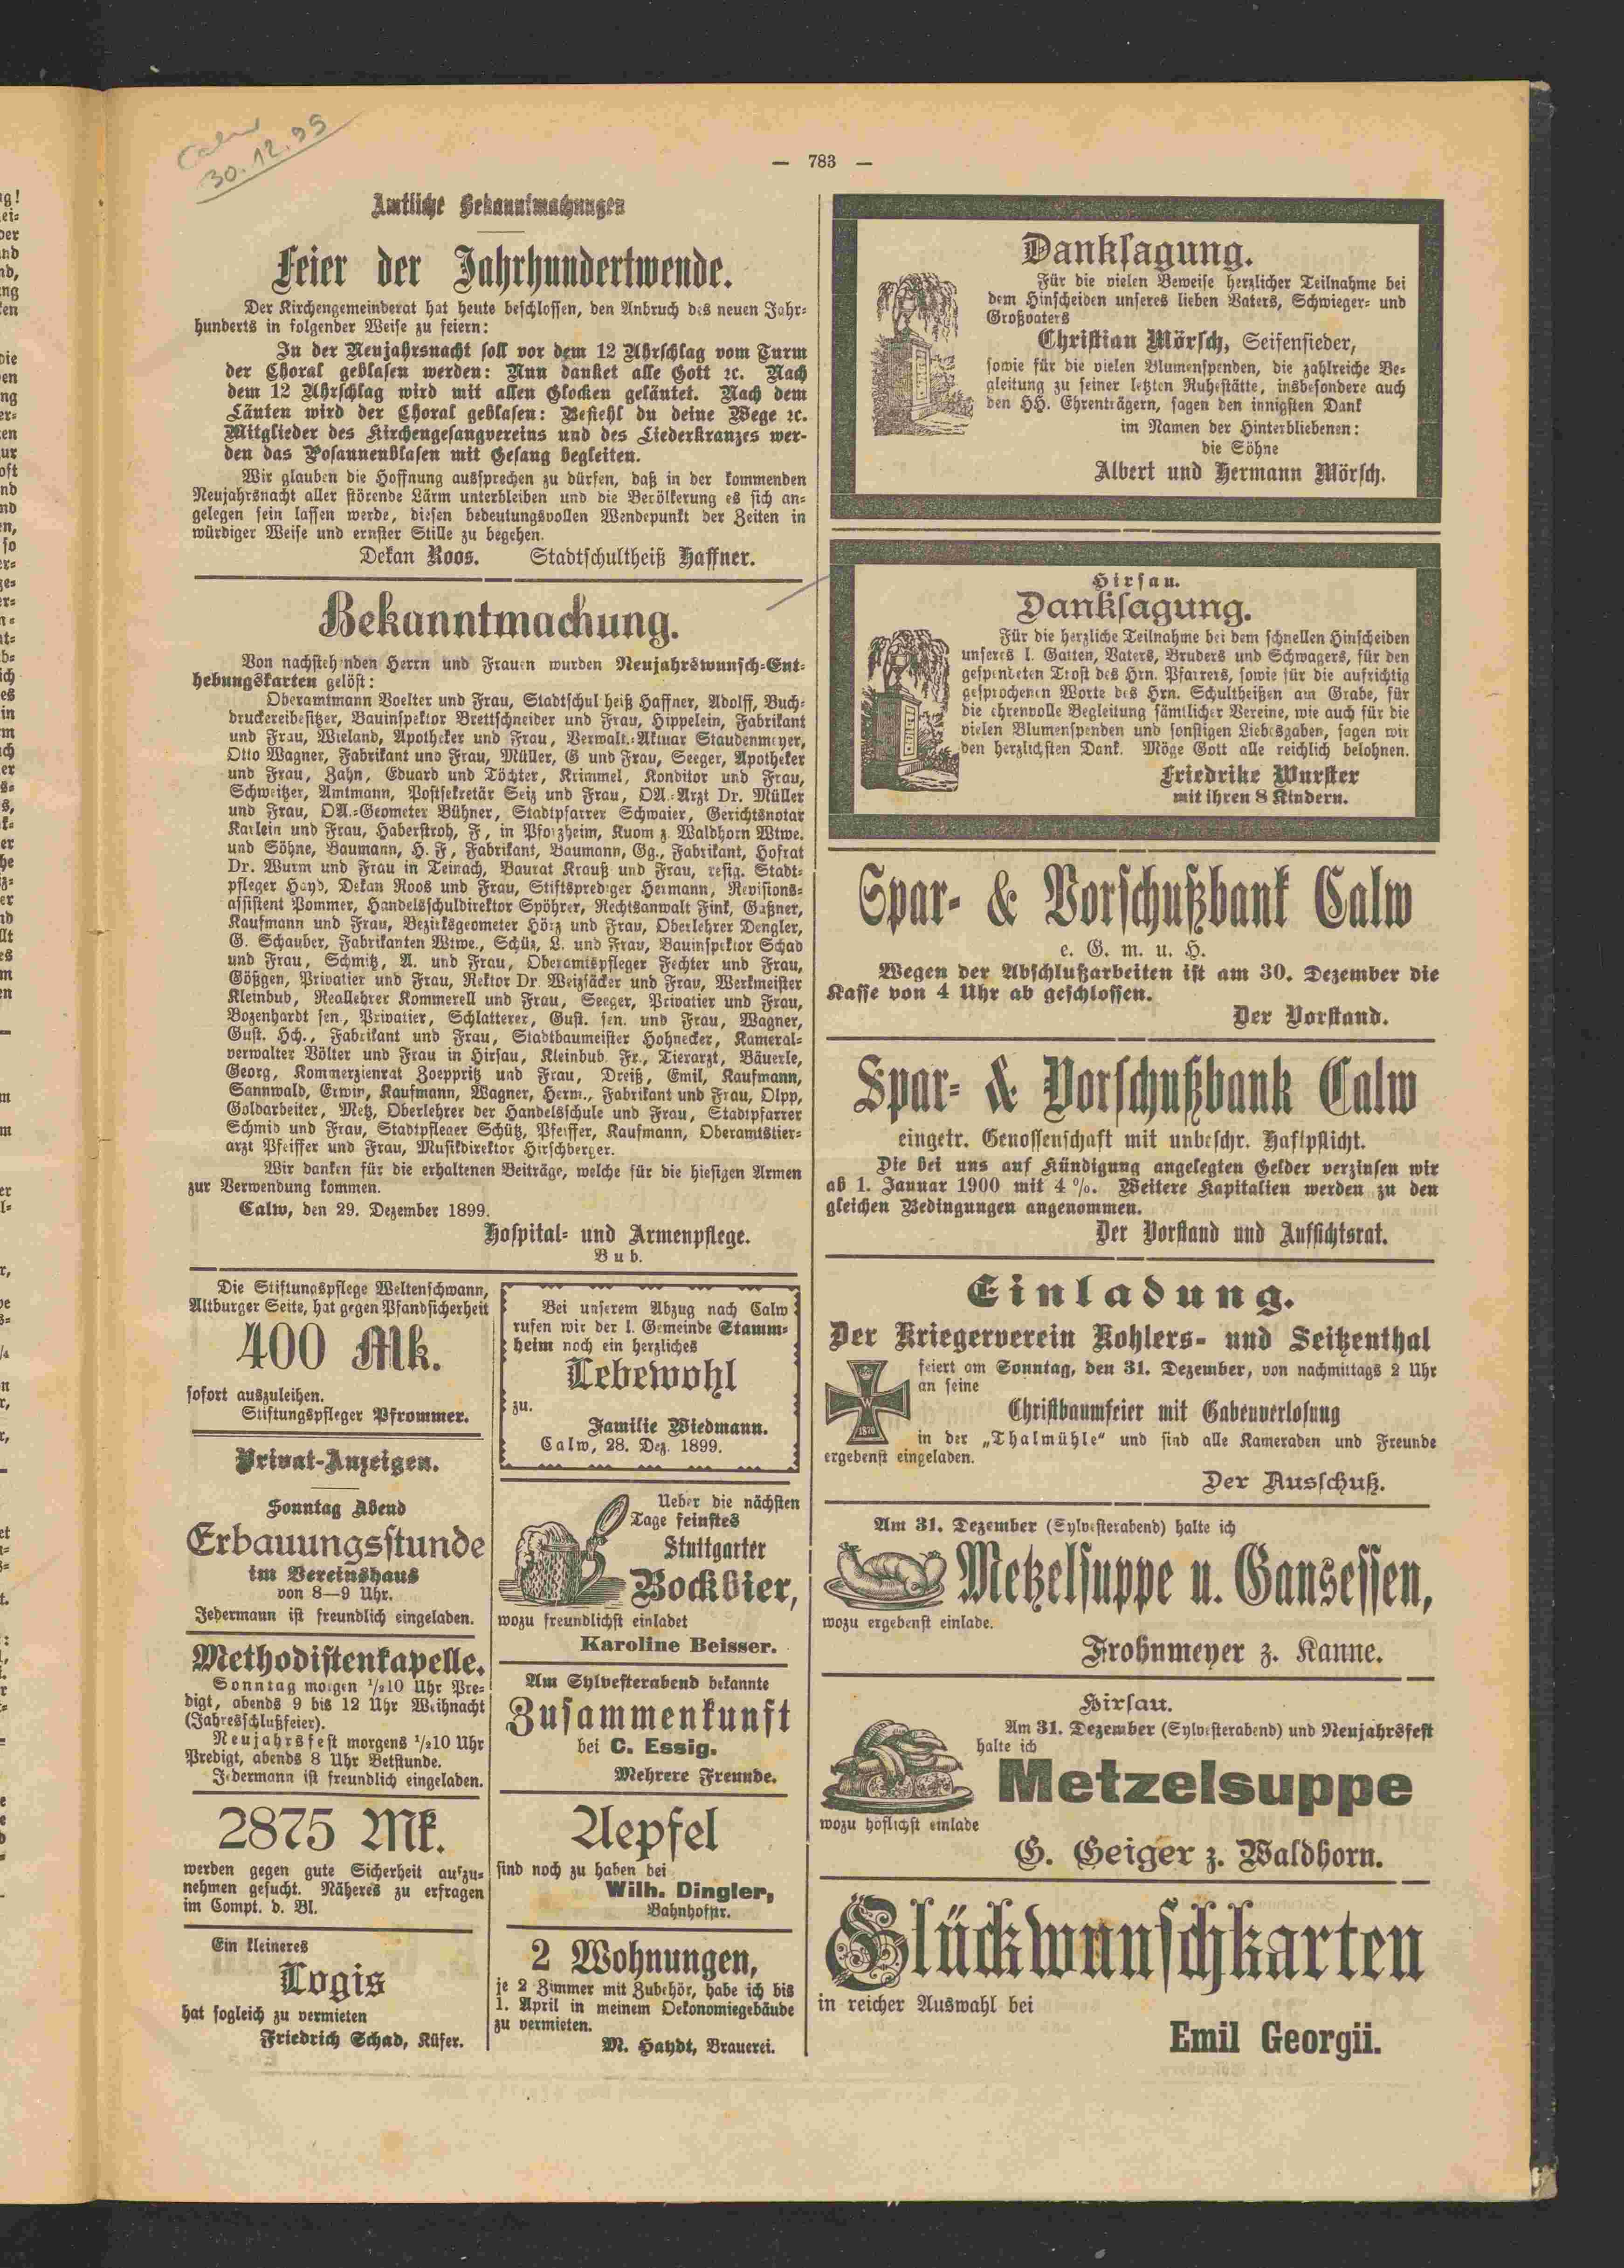 Calw
30.12.99
— 783 —
Amtliche Bekanntmachungen
Feier der Jahrhundertwende.
Der Kirchengemeinderat hat heute beschlossen, den Anbruch des neuen Jahr-
hunderts in folgender Weise zu feiern:
In der Neujahrsnacht soll vor dem 12 Uhrschlag vom Turm
der Choral geblasen werden: Nun danket alle Gott ꝛc. Nach
dem 12 Uhrschlag wird mit allen Glocken geläutet. Nach dem
Läuten wird der Choral geblasen: Befiehl du deine Wege ꝛc.
Mitglieder des Kirchengesangvereins und des Liederkranzes wer-
den das Posaunenblasen mit Gesang begleiten.
Wir glauben die Hoffnung aussprechen zu dürfen, daß in der kommenden
Neujahrsnacht aller störende Lärm unterbleiben und die Bevölkerung es sich an-
gelegen sein lassen werde, diesen bedeutungsvollen Wendepunkt der Zeiten in
würdiger Weise und ernster Stille zu begehen.
Dekan Roos. Stadtschultheiß Haffner.
Bekanntmachung.
Von nachsteh nden Herrn und Frauen wurden Neujahrswunsch-Ent-
hebungskarten gelöst:
Oberamtmann Voelter und Frau, Stadtschul heiß Haffner, Adolff, Buch-
druckereibesitzer, Bauinspektor Brettschneider und Frau, Hippelein, Fabrikant
und Frau, Wieland, Apotheker und Frau, Verwalt.-Aktuar Staudenmeyer,
Otto Wagner, Fabrikant und Frau, Müller, G und Frau, Seeger, Apotheker
und Frau, Zahn, Eduard und Töchter, Krimmel, Konditor und Frau,
Schweitzer, Amtmann, Postsekretär Seiz und Frau, OA.-Arzt Dr. Müller
und Frau, OA.-Geometer Bühner, Stadtpfarrer Schmaier, Gerichtsnotar
Karlein und Frau, Haberstroh, F, in Pforzheim, Kuom z. Waldhorn Wtwe.
und Söhne, Baumann, H. F, Fabrikant, Baumann, Gg., Fabrikant, Hofrat
Dr. Wurm und Frau in Teinach, Baurat Krauß und Frau, resig. Stadt-
pfleger Hayd, Dekan Roos und Frau, Stiftsprediger Hermann, Revisions-
assistent Pommer, Handelsschuldirektor Spöhrer, Rechtsanwalt Fink, Gaßner,
Kaufmann und Frau, Bezirksgeometer Hörz und Frau, Oberlehrer Dengler,
G. Schauber, Fabrikanten Wtwe., Schüz, L. und Frau, Bauinspektor Schad
und Frau, Schmitz, A. und Frau, Oberamtspfleger Fechter und Frau,
Gößgen, Privatier und Frau, Rektor Dr Weizsäcker und Frau, Werkmeister
Kleinbub, Reallehrer Kommerell und Frau, Seeger, Privatier und Frau,
Bozenhardt sen., Privatier, Schlatterer, Gust. sen. und Frau, Wagner,
Gust. Hch., Fabrikant und Frau, Stadtbaumeister Hohnecker, Kameral-
verwalter Völter und Frau in Hirsau, Kleinbub Fr., Tierarzt, Bäuerle,
Georg, Kommerzienrat Zoeppritz und Frau, Dreiß, Emil, Kaufmann,
Sannwald, Erwin, Kaufmann, Wagner, Herm., Fabrikant und Frau, Olpp,
Goldarbeiter, Metz, Oberlehrer der Handelsschule und Frau, Stadtpfarrer
Schmid und Frau, Stadtpfleger Schütz, Pfeiffer, Kaufmann, Oberamtstier-
arzt Pfeiffer und Frau, Musikdirektor Hirschberger.
Wir danken für die erhaltenen Beiträge, welche für die hiesigen Armen
zur Verwendung kommen.
Calw, den 29. Dezember 1899.
Hospital- und Armenpflege.
Bub.
Die Stiftungspflege Weltenschwann,
Altburger Seite, hat gegen Pfandsicherheit
400 Mk.
sofort auszuleihen.
Stiftungspfleger Pfrommer.
Privat-Anzeigen.
Sonntag Abend
Erbauungsstunde
im Vereinshaus
von 8—9 Uhr.
Jedermann ist freundlich eingeladen.
Methodistenkapelle.
Sonntag morgen ½10 Uhr Pre-
digt, abends 9 bis 12 Uhr Weihnacht
(Jahresschlußfeier).
Neujahrsfest morgens ½10 Uhr
Predigt, abends 8 Uhr Betstunde.
Jedermann ist freundlich eingeladen.
2875 Mk.
werden gegen gute Sicherheit aufzu-
nehmen gesucht. Näheres zu erfragen
im Compt. d. Bl.
Ein kleineres
Logis
hat sogleich zu vermieten
Friedrich Schad, Küfer.
Bei unserem Abzug nach Calw
rufen wir der l. Gemeinde Stamm-
heim noch ein herzliches
Lebewohl
zu.
Familie Wiedmann.
Calw, 28. Dez. 1899.
Ueber die nächsten
Tage feinstes
Stuttgarter
Bockbier,
wozu freundlichst einladet
Karoline Beisser.
Am Sylvesterabend bekannte
Zusammenkunft
bei C. Essig.
Mehrere Freunde.
Aepfel
sind noch zu haben bei
Wilh. Dingler,
Bahnhofstr.
2 Wohnungen,
je 2 Zimmer mit Zubehör, habe ich bis
1. April in meinem Oekonomiegebäude
zu vermieten.
M. Haydt, Brauerei.
Danksagung.
Für die vielen Beweise herzlicher Teilnahme bei
dem Hinscheiden unseres lieben Vaters, Schwieger- und
Großvaters
Christian Mörsch, Seifensieder,
sowie für die vielen Blumenspenden, die zahlreiche Be-
gleitung zu seiner letzten Ruhestätte, insbesondere auch
den HH. Ehrenträgern, sagen den innigsten Dank
im Namen der Hinterbliebenen:
die Söhne
Albert und Hermann Mörsch.
Hirsau.
Danksagung.
Für die herzliche Teilnahme bei dem schnellen Hinscheiden
unseres l. Gatten, Vaters, Bruders und Schwagers, für den
gespendeten Trost des Hrn. Pfarrers, sowie für die aufrichtig
gesprochenen Worte des Hrn. Schultheißen am Grabe, für
die ehrenvolle Begleitung sämtlicher Vereine, wie auch für die
vielen Blumenspenden und sonstigen Liebesgaben, sagen wir
den herzlichsten Dank. Möge Gott alle reichlich belohnen.
Friedrike Wurster
mit ihren 8 Kindern.
Spar- & Vorschußbank Calw
e. G. m. u. H.
Wegen der Abschlußarbeiten ist am 30. Dezember die
Kasse von 4 Uhr ab geschlossen.
Der Vorstand.
Spar- & Vorschußbank Calw
eingetr. Genossenschaft mit unbeschr. Haftpflicht.
Die bei uns auf Kündigung angelegten Gelder verzinsen wir
ab 1. Januar 1900 mit 4 %. Weitere Kapitalien werden zu den
gleichen Bedingungen angenommen.
Der Vorstand und Aufsichtsrat.
Einladung.
Der Kriegerverein Kohlers- und Seitzenthal
feiert am Sonntag, den 31. Dezember, von nachmittags 2 Uhr
an seine
W
1870
Christbaumfeier mit Gabenverlosung
in der „Thalmühle“ und sind alle Kameraden und Freunde
ergebenst eingeladen.
Der Ausschuß.
Am 31. Dezember (Sylvesterabend) halte ich
Metzelsuppe u. Gansessen,
wozu ergebenst einlade.
Frohnmeyer z. Kanne.
Hirsau.
Am 31. Dezember (Sylvesterabend) und Neujahrsfest
halte ich
Metzelsuppe
wozu höflichst einlade
G. Geiger z. Waldhorn.
Glückwunschkarten
in reicher Auswahl bei
Emil Georgii.